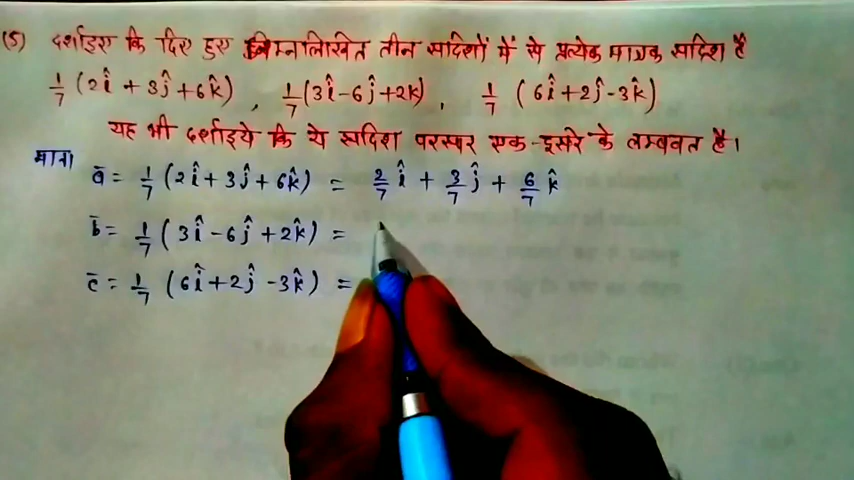 (5) दर्शाइए कि दिए हुए निम्नलिखित तीन सदिशों में से प्रत्येक मात्रक सदिश है
1/7 (2î + 3ĵ + 6k̂) , 1/7 (3î - 6ĵ + 2k̂) , 1/7 (6î + 2ĵ - 3k̂)
यह भी दर्शाइये कि ये सदिश परस्पर एक-दूसरे के लम्बवत है।
माना
ā = 1/7 (2î + 3ĵ + 6k̂) = 2/7 î + 3/7 ĵ + 6/7 k̂
b̄ = 1/7 (3î - 6ĵ + 2k̂) =
c̄ = 1/7 (6î + 2ĵ - 3k̂) =